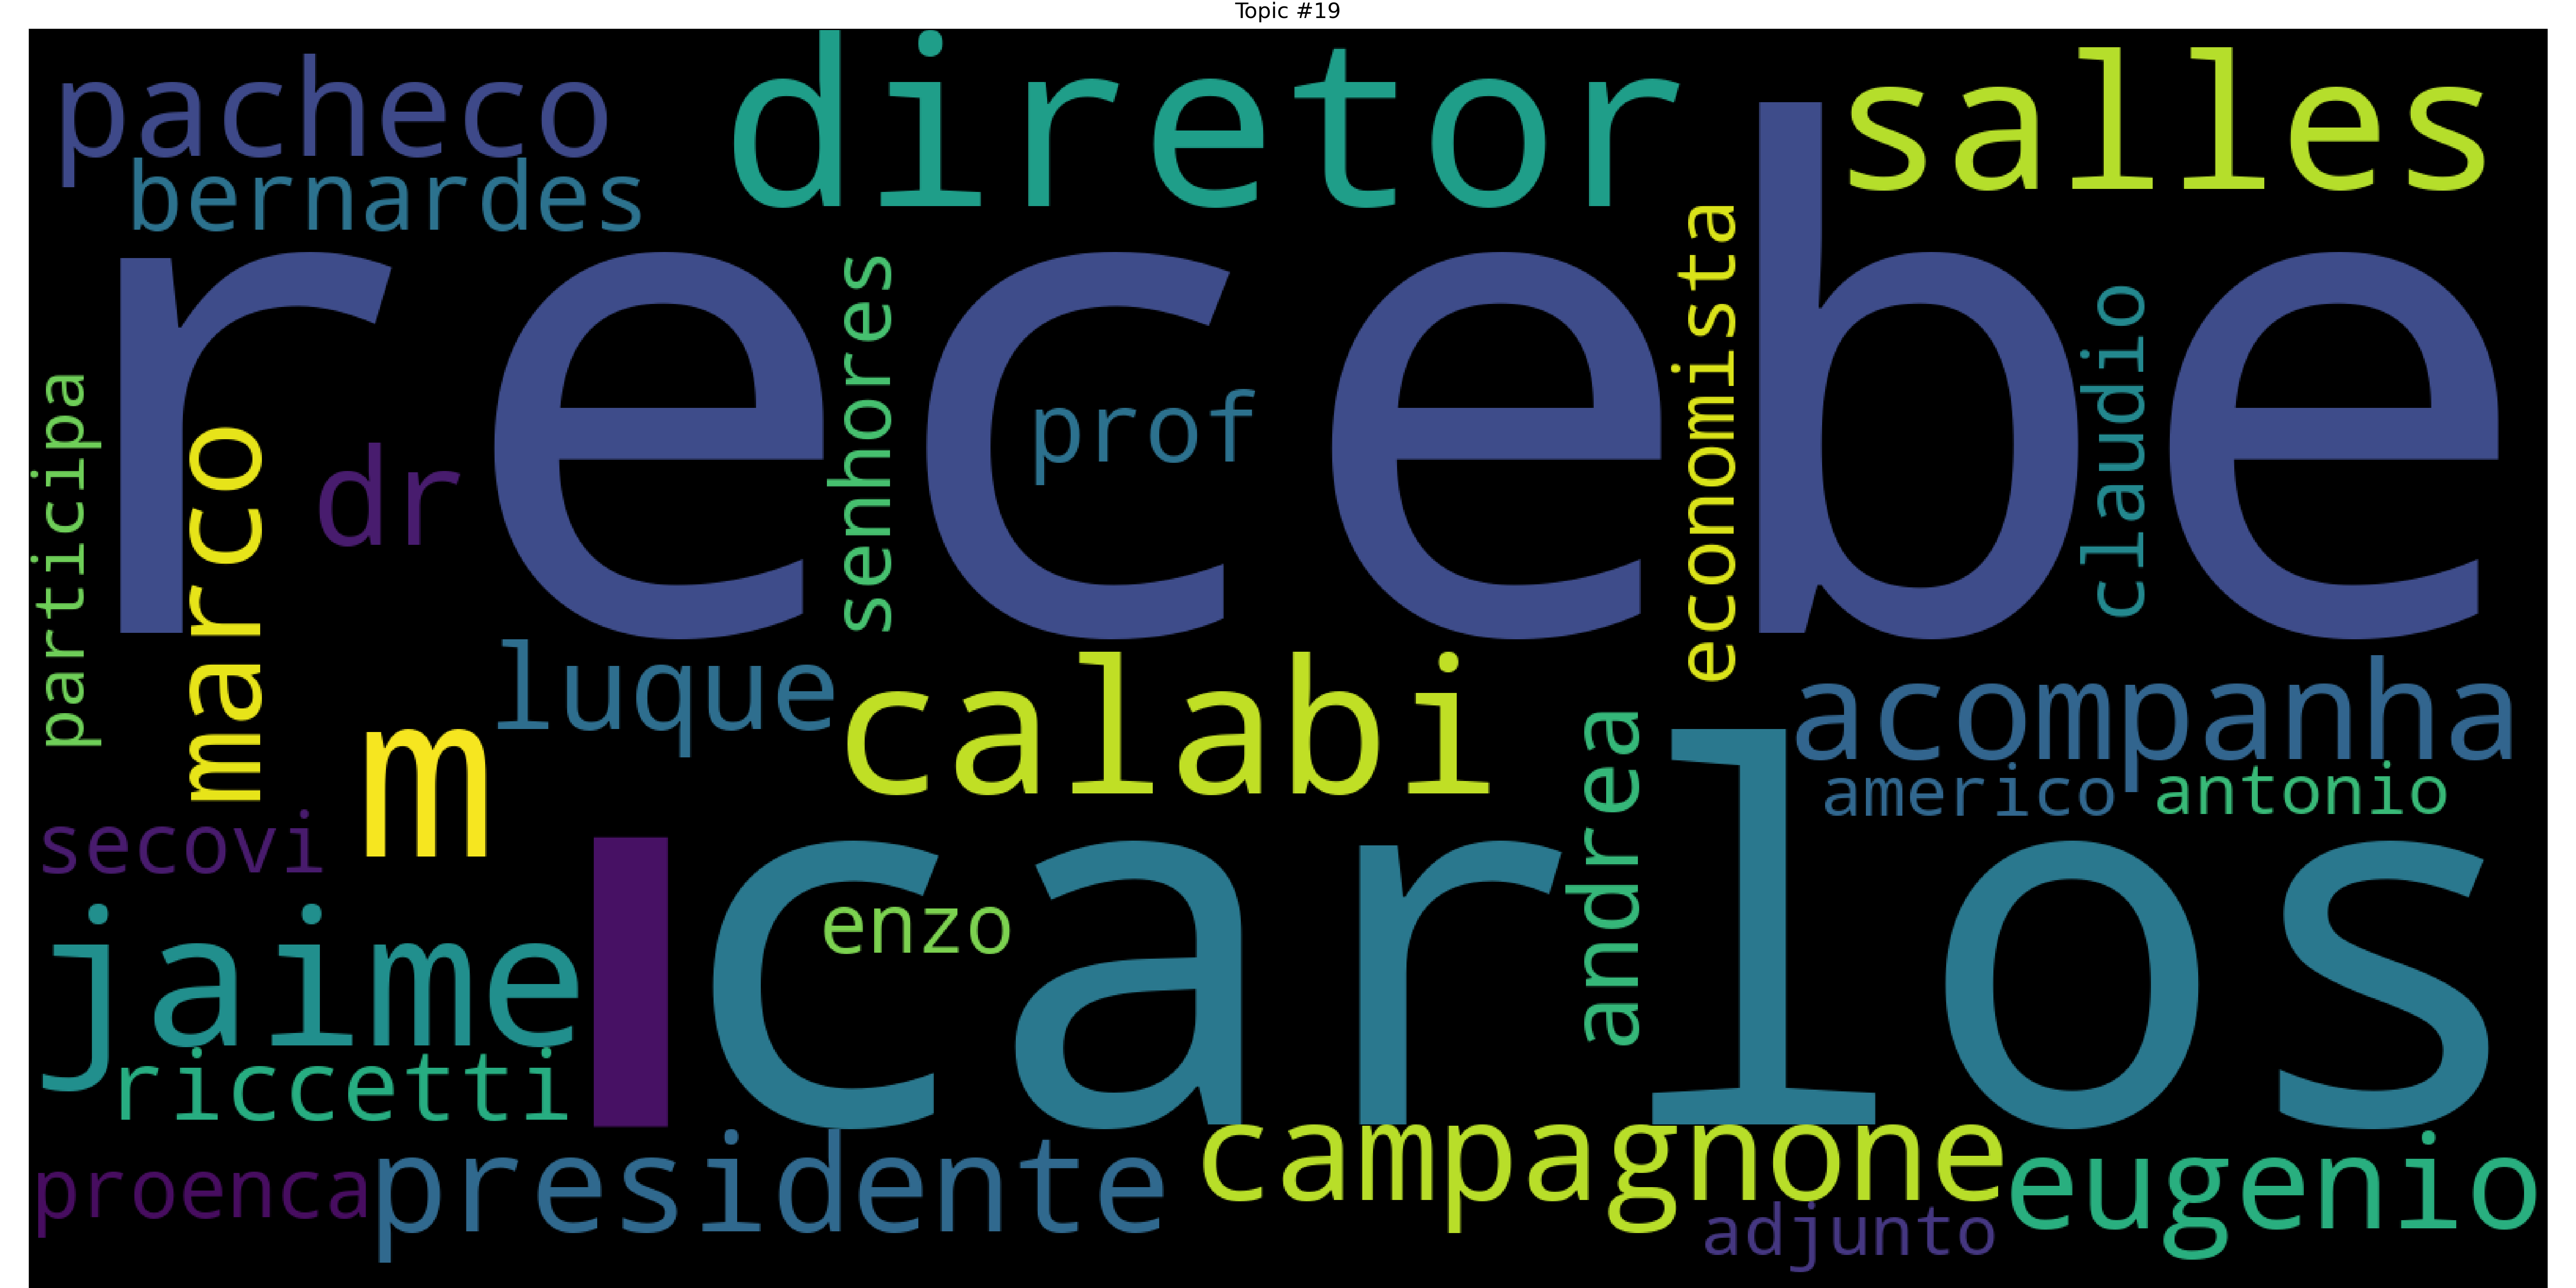 Topic #19
pacheco
diretor
salles
bernardes
recebe
economista
senhores
claudio
prof
participa
marco
dr
luque
calabi
acompanha
m
andrea
americo
antonio
secovi
I
carlos
enzo
jaime
riccetti
campagnone
presidente
eugenio
proenca
adjunto